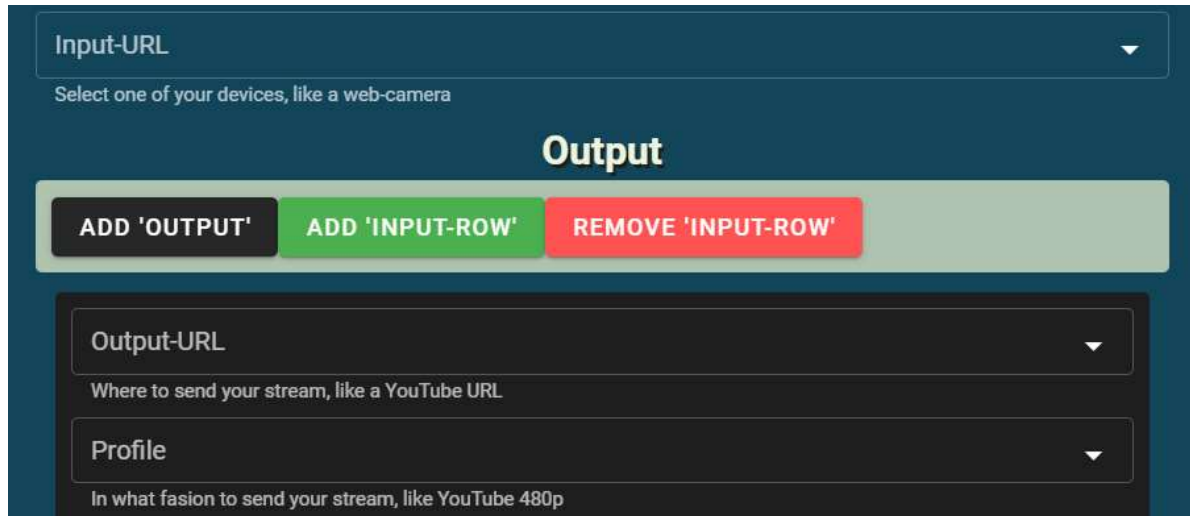 Input-URL
Select one of your devices, like a web-camera
Output
ADD 'OUTPUT' ADD 'INPUT-ROW' REMOVE 'INPUT-ROW'
Output-URL
Where to send your stream, like a YouTube URL
Profile
In what fasion to send your stream, like YouTube 480p